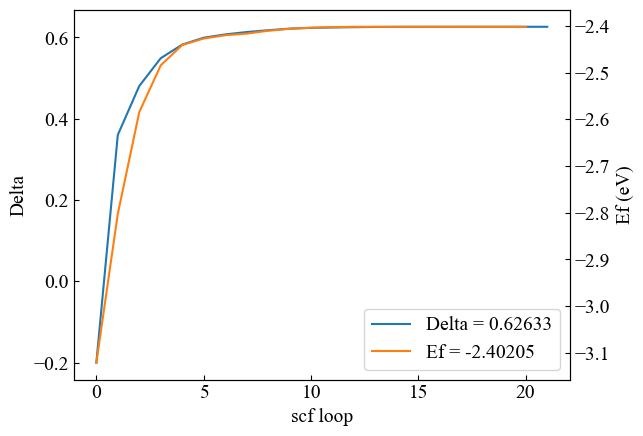 0.6
0.4
0.2
0.0
−0.2
Delta
−2.4
−2.5
−2.6
−2.7
−2.8
−2.9
−3.0
−3.1
Ef (eV)
Delta = 0.62633
Ef = -2.40205
0 5 10 15 20
scf loop